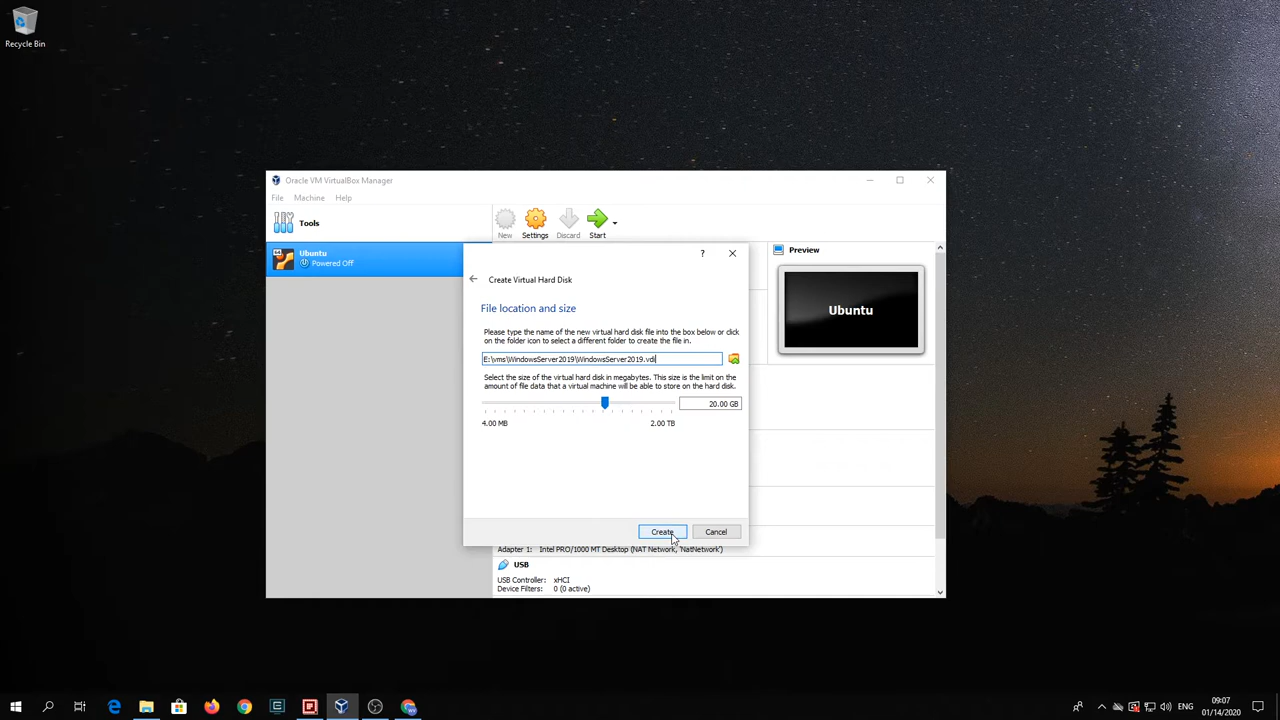 Recycle Bin
Oracle VM VirtualBox Manager
File Machine Help
Tools
New Settings Discard Start
Ubuntu
Powered Off
Preview
Ubuntu
Create Virtual Hard Disk
File location and size
Please type the name of the new virtual hard disk file into the box below or click
on the folder icon to select a different folder to create the file in.
E:\vms\WindowsServer2019\WindowsServer2019.vdi
Select the size of the virtual hard disk in megabytes. This size is the limit on the
amount of file data that a virtual machine will be able to store on the hard disk.
20.00 GB
4.00 MB 2.00 TB
Create Cancel
Adapter 1: Intel PRO/1000 MT Desktop (NAT Network, 'NatNetwork')
USB
USB Controller: xHCI
Device Filters: 0 (0 active)
ENG
09:07
01/14/2020